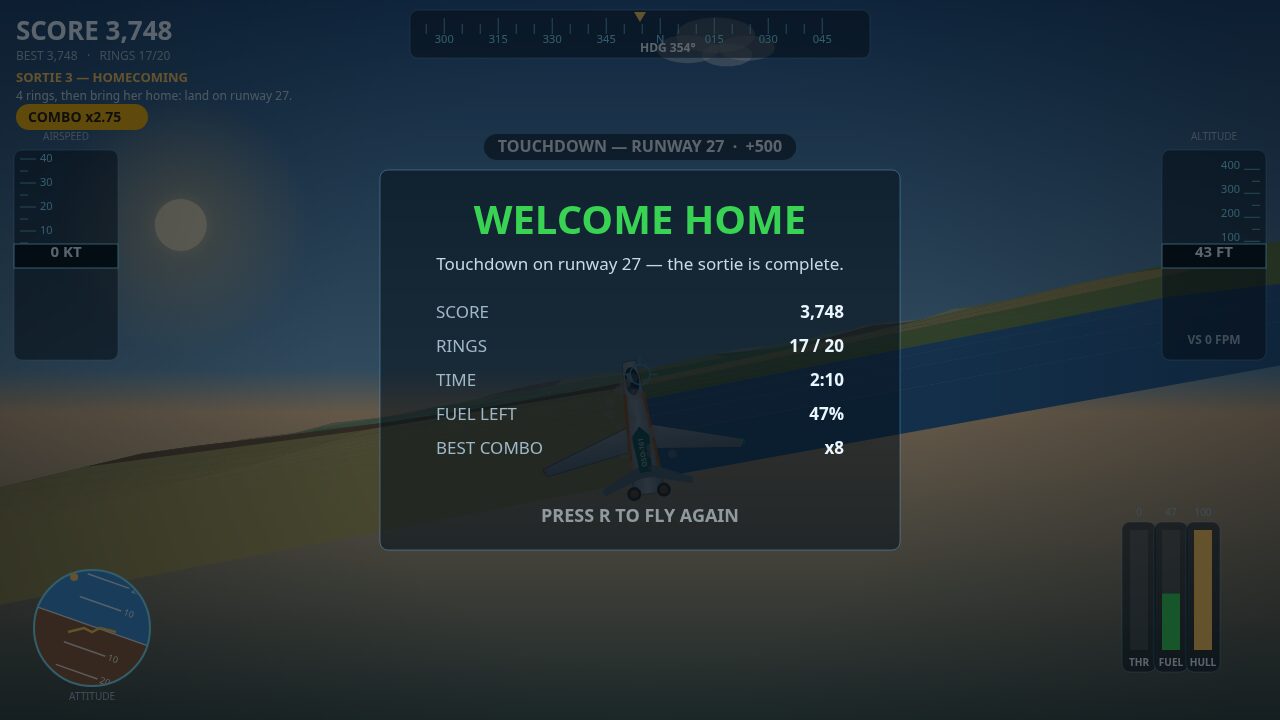 SCORE 3,748
BEST 3,748 · RINGS 17/20
SORTIE 3 — HOMECOMING
4 rings, then bring her home: land on runway 27.
COMBO x2.75
300 315 330 345 N 015 030 045
HDG 354°
AIRSPEED
40
30
20
10
0 KT
ALTITUDE
400
300
200
100
43 FT
VS 0 FPM
TOUCHDOWN — RUNWAY 27 · +500
WELCOME HOME
Touchdown on runway 27 — the sortie is complete.
SCORE 3,748
RINGS 17 / 20
TIME 2:10
FUEL LEFT 47%
BEST COMBO x8
PRESS R TO FLY AGAIN
10
10
20
ATTITUDE
0 47 100
THR FUEL HULL